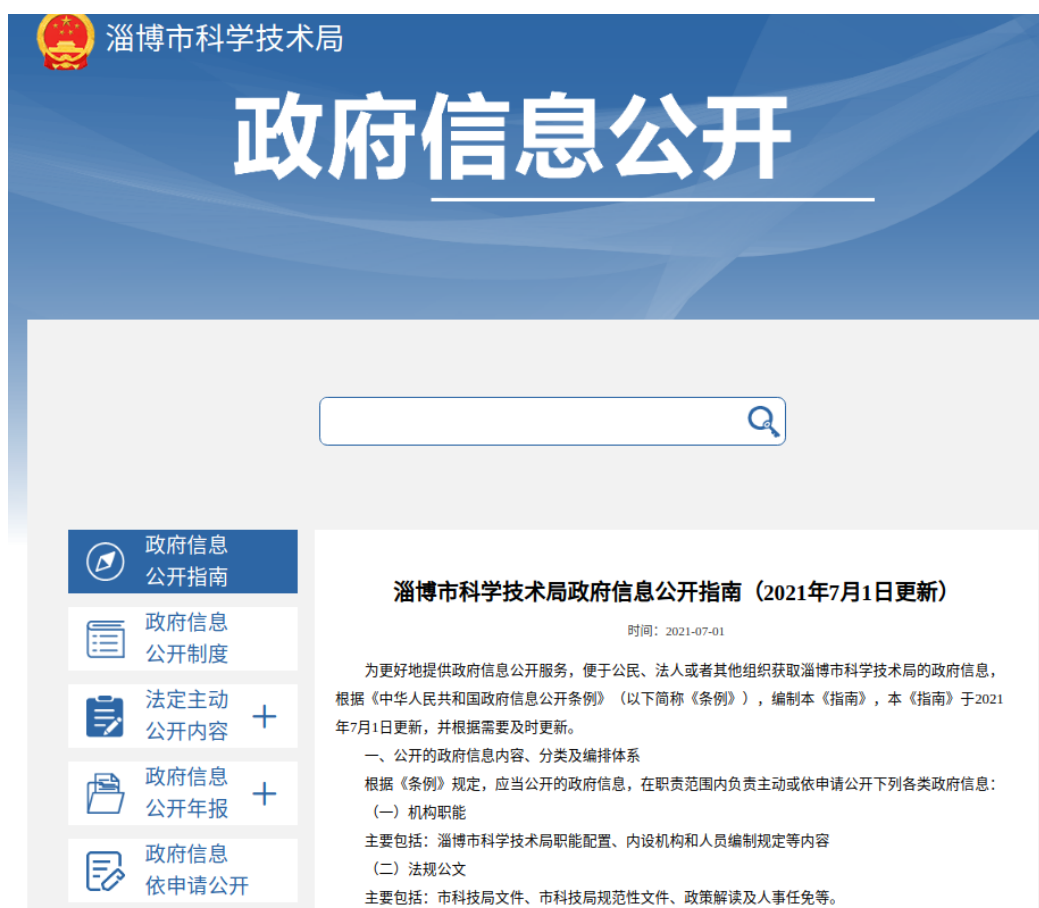 淄博市科学技术局
政府信息公开
政府信息
公开指南
政府信息
公开制度
法定主动
公开内容
政府信息
公开年报
政府信息
依申请公开
淄博市科学技术局政府信息公开指南（2021年7月1日更新）
时间：2021-07-01
为更好地提供政府信息公开服务，便于公民、法人或者其他组织获取淄博市科学技术局的政府信息，
根据《中华人民共和国政府信息公开条例》（以下简称《条例》），编制本《指南》，本《指南》于2021
年7月1日更新，并根据需要及时更新。
一、公开的政府信息内容、分类及编排体系
根据《条例》规定，应当公开的政府信息，在职责范围内负责主动或依申请公开下列各类政府信息：
（一）机构职能
主要包括：淄博市科学技术局职能配置、内设机构和人员编制规定等内容
（二）法规公文
主要包括：市科技局文件、市科技局规范性文件、政策解读及人事任免等。